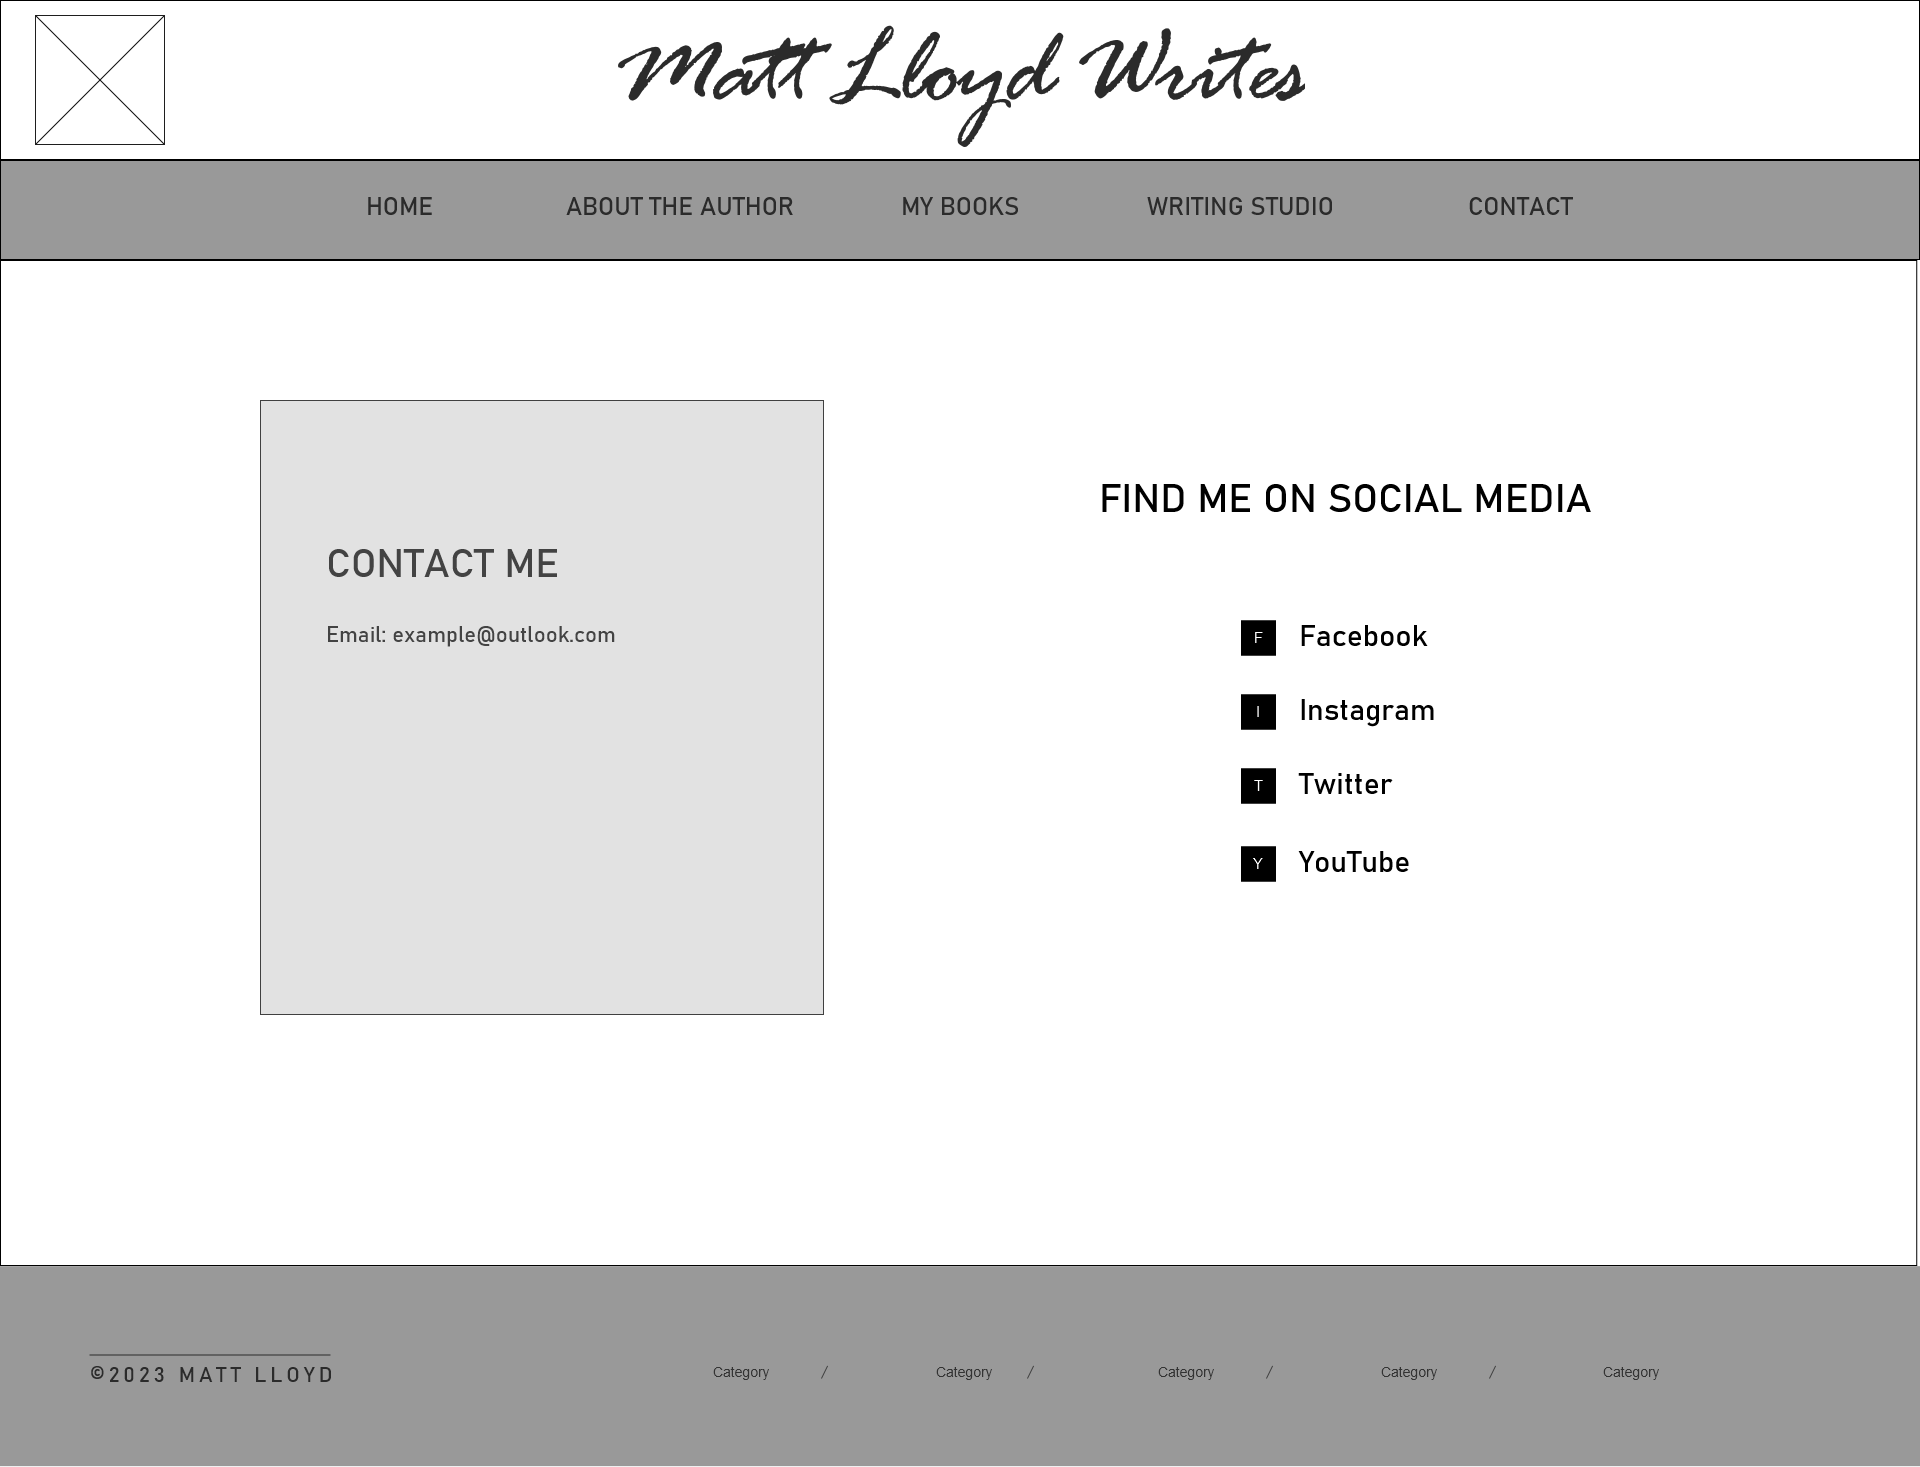 Matt Lloyd Writes
HOME ABOUT THE AUTHOR MY BOOKS WRITING STUDIO CONTACT
CONTACT ME
Email: example@outlook.com
FIND ME ON SOCIAL MEDIA
F Facebook
I Instagram
T Twitter
Y YouTube
©2023 MATT LLOYD
Category / Category / Category / Category / Category